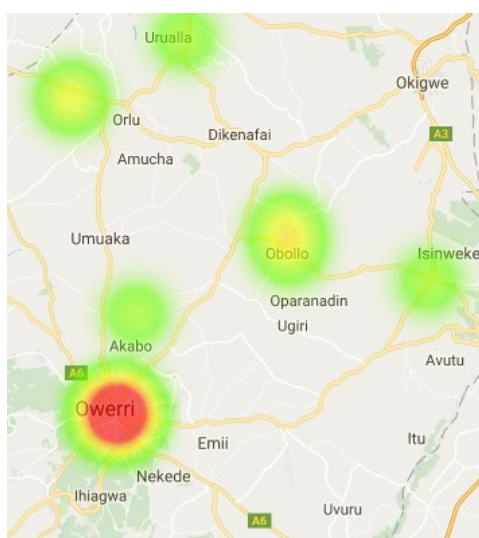 Urualla
Okigwe
Orlu
Dikenafai
A3
Amucha
Umuaka
Obollo
Isinweke
Oparanadin
Ugiri
Akabo
Avutu
A6
Owerri
Emii
Itu
Nekede
Ihiagwa
Uvuru
A6